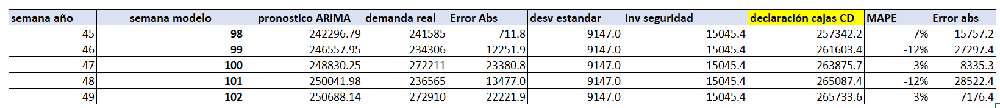 semana año semana modelo pronostico ARIMA demanda real Error Abs desv estandar inv seguridad declaración cajas CD MAPE Error abs
45 98 242296.79 241585 711.8 9147.0 15045.4 257342.2 -7% 15757.2
46 99 246557.95 234306 12251.9 9147.0 15045.4 261603.4 -12% 27297.4
47 100 248830.25 272211 23380.8 9147.0 15045.4 263875.7 3% 8335.3
48 101 250041.98 236565 13477.0 9147.0 15045.4 265087.4 -12% 28522.4
49 102 250688.14 272910 22221.9 9147.0 15045.4 265733.6 3% 7176.4